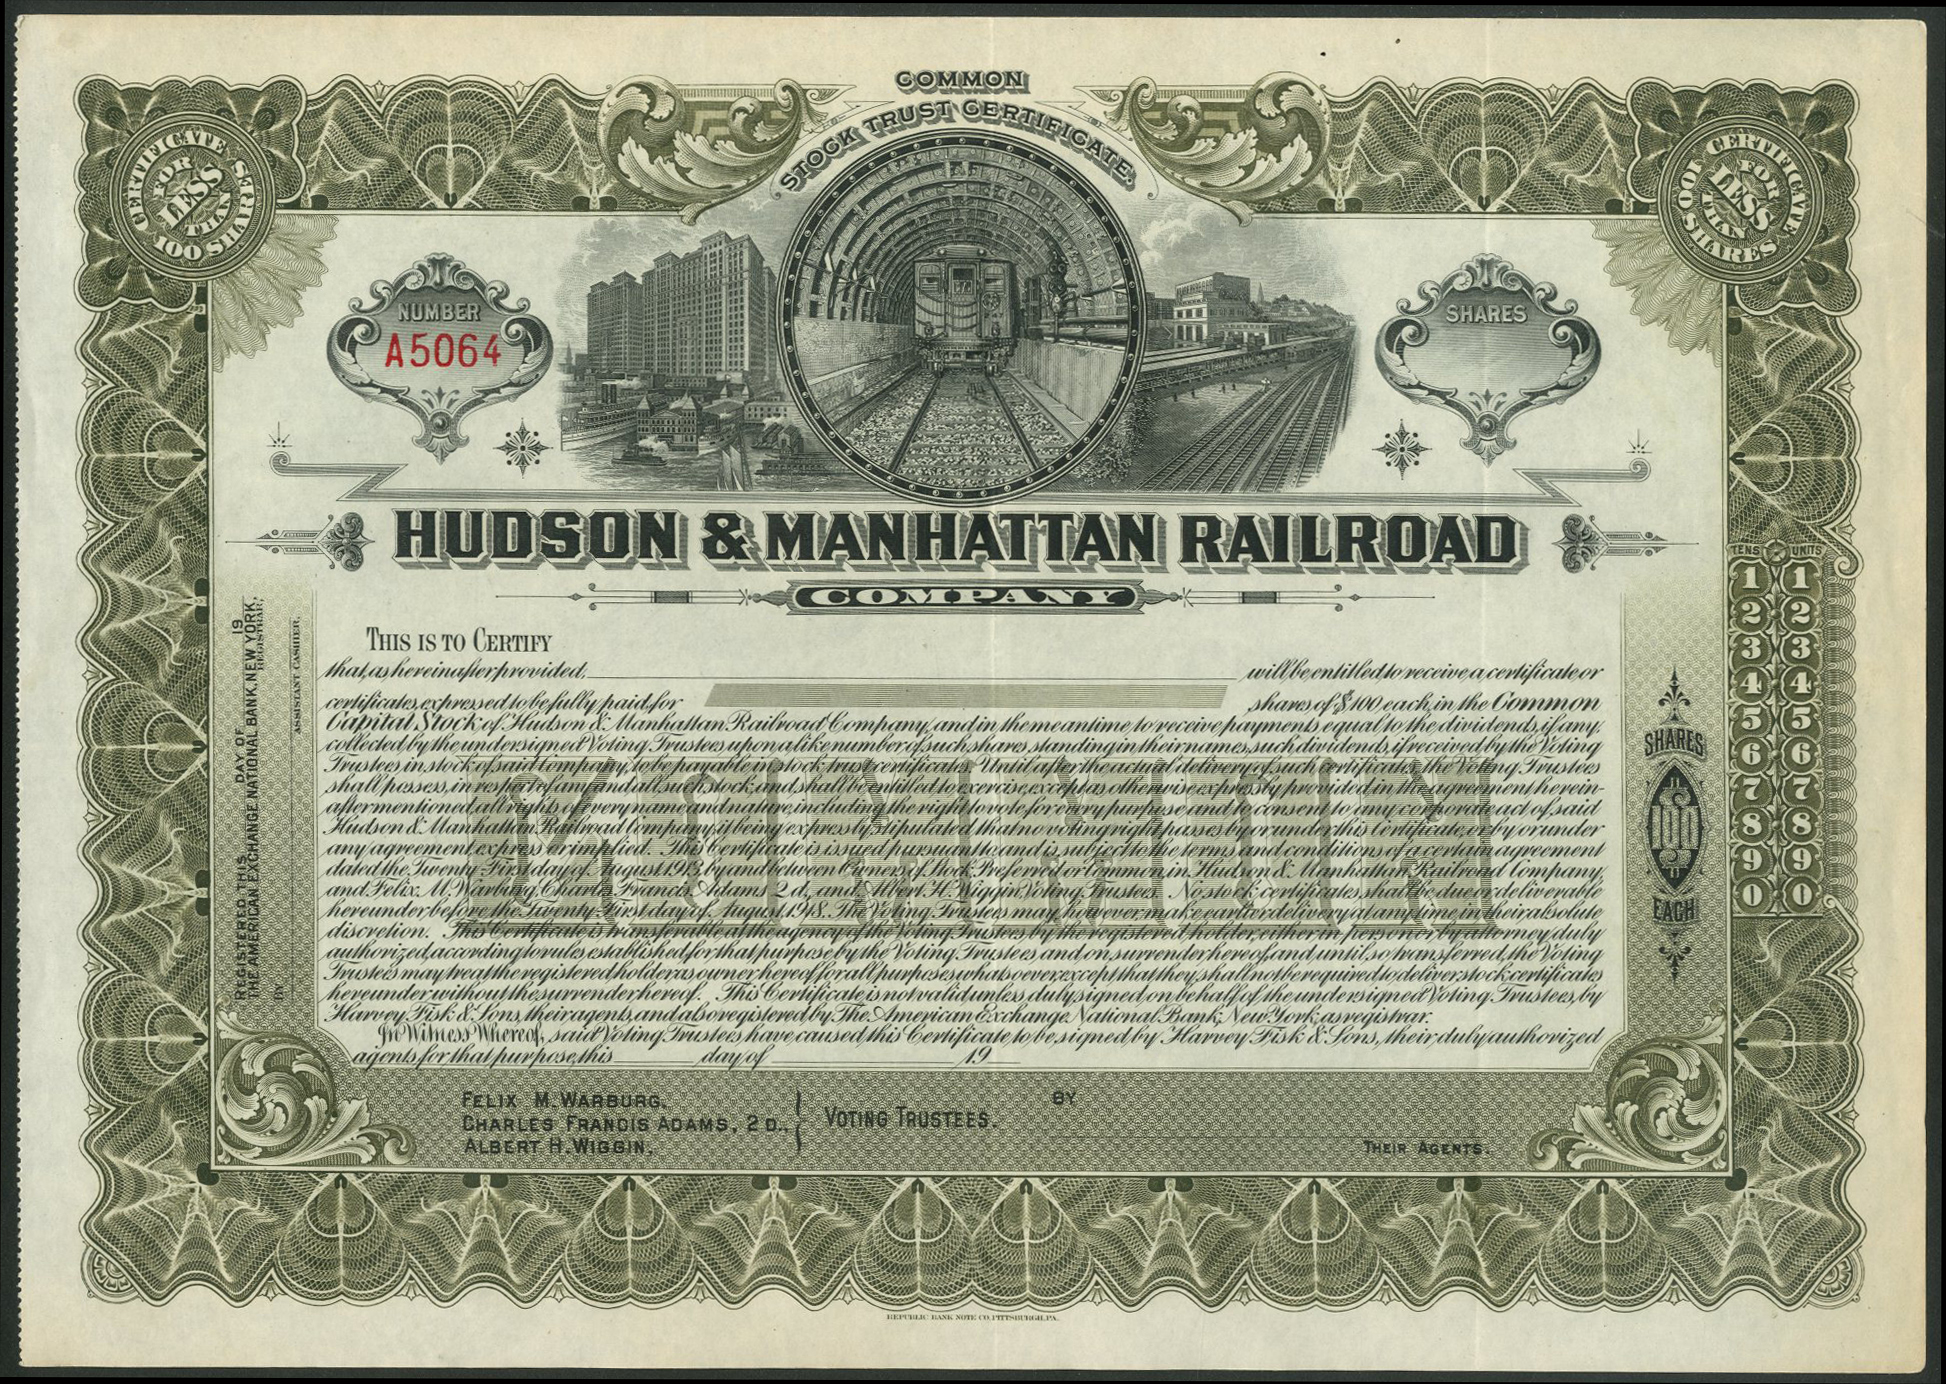 COMMON
STOCK TRUST CERTIFICATE.
CERTIFICATE
FOR
LESS
THAN
100 SHARES
CERTIFICATE
FOR
LESS
THAN
100 SHARES
NUMBER
A5064
SHARES
HUDSON & MANHATTAN RAILROAD
COMPANY
THIS IS TO CERTIFY
that, as hereinafter provided, will be entitled to receive a certificate or
certificates, expressed to be fully paid, for shares of $100 each, in the Common
Capital Stock of Hudson & Manhattan Railroad Company, and in the meantime to receive payments equal to the dividends, if any,
collected by the undersigned Voting Trustees upon a like number of such shares, standing in their names, such dividends, if received by the Voting
Trustees in stock of said company, to be payable in stock trust certificates. Until after the actual delivery of such certificates, the Voting Trustees
shall possess, in respect of any and all such stock, and shall be entitled to exercise, except as otherwise expressly provided in the agreement herein-
after mentioned, all rights of every name and nature, including the right to vote for every purpose and to consent to any corporate act of said
Hudson & Manhattan Railroad Company, it being expressly stipulated that no voting right passes by or under this Certificate, or by or under
any agreement, express or implied. This Certificate is issued pursuant to and is subject to the terms and conditions of a certain agreement
dated the Twenty-First day of August 1913, by and between Owners of Stock Preferred or Common in Hudson & Manhattan Railroad Company,
and Felix M. Warburg, Charles Francis Adams 2d, and Albert H. Wiggin, Voting Trustees. No stock certificates shall be due or deliverable
hereunder before the Twenty-First day of August 1918. The Voting Trustees may, however, make earlier delivery at any time in their absolute
discretion. This Certificate is transferable at the agency of the Voting Trustees by the registered holder, either in person or by attorney duly
authorized, according to rules established for that purpose by the Voting Trustees and on surrender hereof, and until so transferred, the Voting
Trustees may treat the registered holder as owner hereof for all purposes whatsoever, except that they shall not be required to deliver stock certificates
hereunder without the surrender hereof. This Certificate is not valid unless duly signed on behalf of the undersigned Voting Trustees, by
Harvey Fisk & Sons, their agents, and also registered by The American Exchange National Bank, New York, as registrar.
In Witness Whereof, said Voting Trustees have caused this Certificate to be signed by Harvey Fisk & Sons, their duly authorized
agents for that purpose, this day of 19
FELIX M. WARBURG,
CHARLES FRANCIS ADAMS, 2D.,
ALBERT H. WIGGIN,
VOTING TRUSTEES.
BY
THEIR AGENTS.
REGISTERED THIS DAY OF 19
THE AMERICAN EXCHANGE NATIONAL BANK, NEW YORK,
REGISTRAR,
BY
ASSISTANT CASHIER.
SHARES
100
EACH
TENS UNITS
1 1
2 2
3 3
4 4
5 5
6 6
7 7
8 8
9 9
0 0
REPUBLIC BANK NOTE CO. PITTSBURGH, PA.